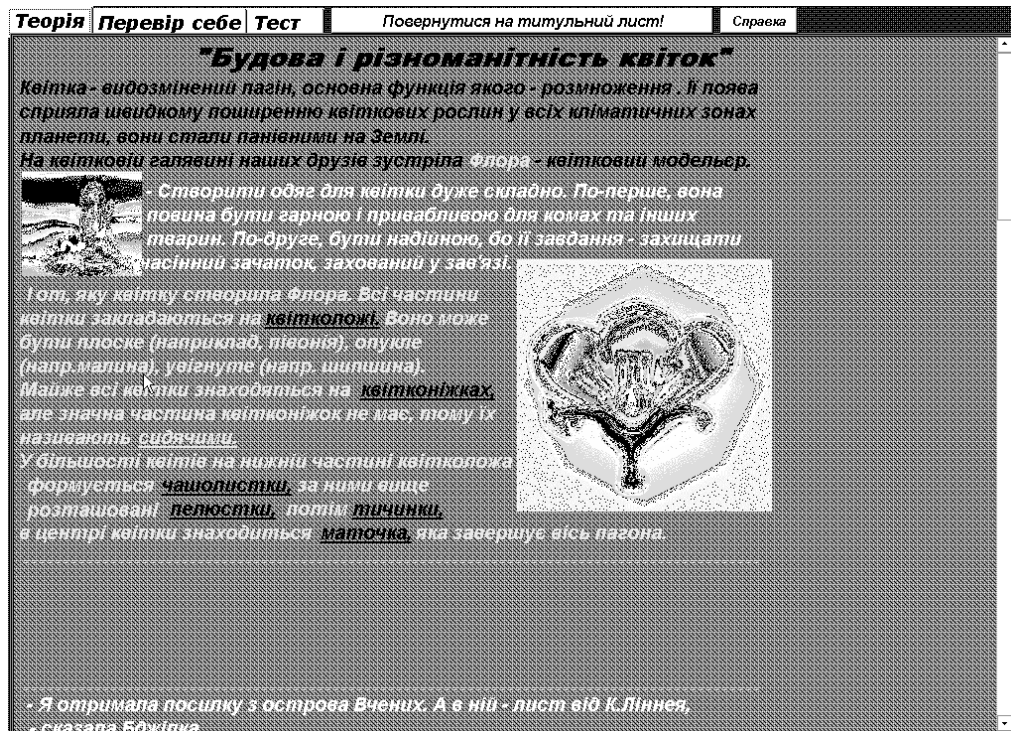 Теорія Перевір себе Тест Повернутися на титульний лист! Справка
"Будова і різноманітність квіток"
Квітка - видозмінений пагін, основна функція якого - розмноження . Її поява
сприяла швидкому поширенню квіткових рослин у всіх кліматичних зонах
планети, вони стали панівними на Землі.
На квітковій галявині наших друзів зустріла Флора - квітковий модельєр.
- Створити одяг для квітки дуже складно. По-перше, вона
повина бути гарною і привабливою для комах та інших
тварин. По-друге, бути надійною, бо її завдання - захищати
насінний зачаток, захований у зав'язі.
І от, яку квітку створила Флора. Всі частини
квітки закладаються на квітколожі. Воно може
бути плоске (наприклад, півонія), опукле
(напр.малина), увігнуте (напр. шипшина).
Майже всі квітки знаходяться на квітконіжках,
але значна частина квітконіжок не має, тому їх
називають сидячими.
У більшості квітів на нижній частині квітколожа
формується чашолистки, за ними вище
розташовані пелюстки, потім тичинки,
в центрі квітки знаходиться маточка, яка завершує вісь пагона.
- Я отримала посилку з острова Вчених. А в ній - лист від К.Ліннея,
- сказала Бджілка